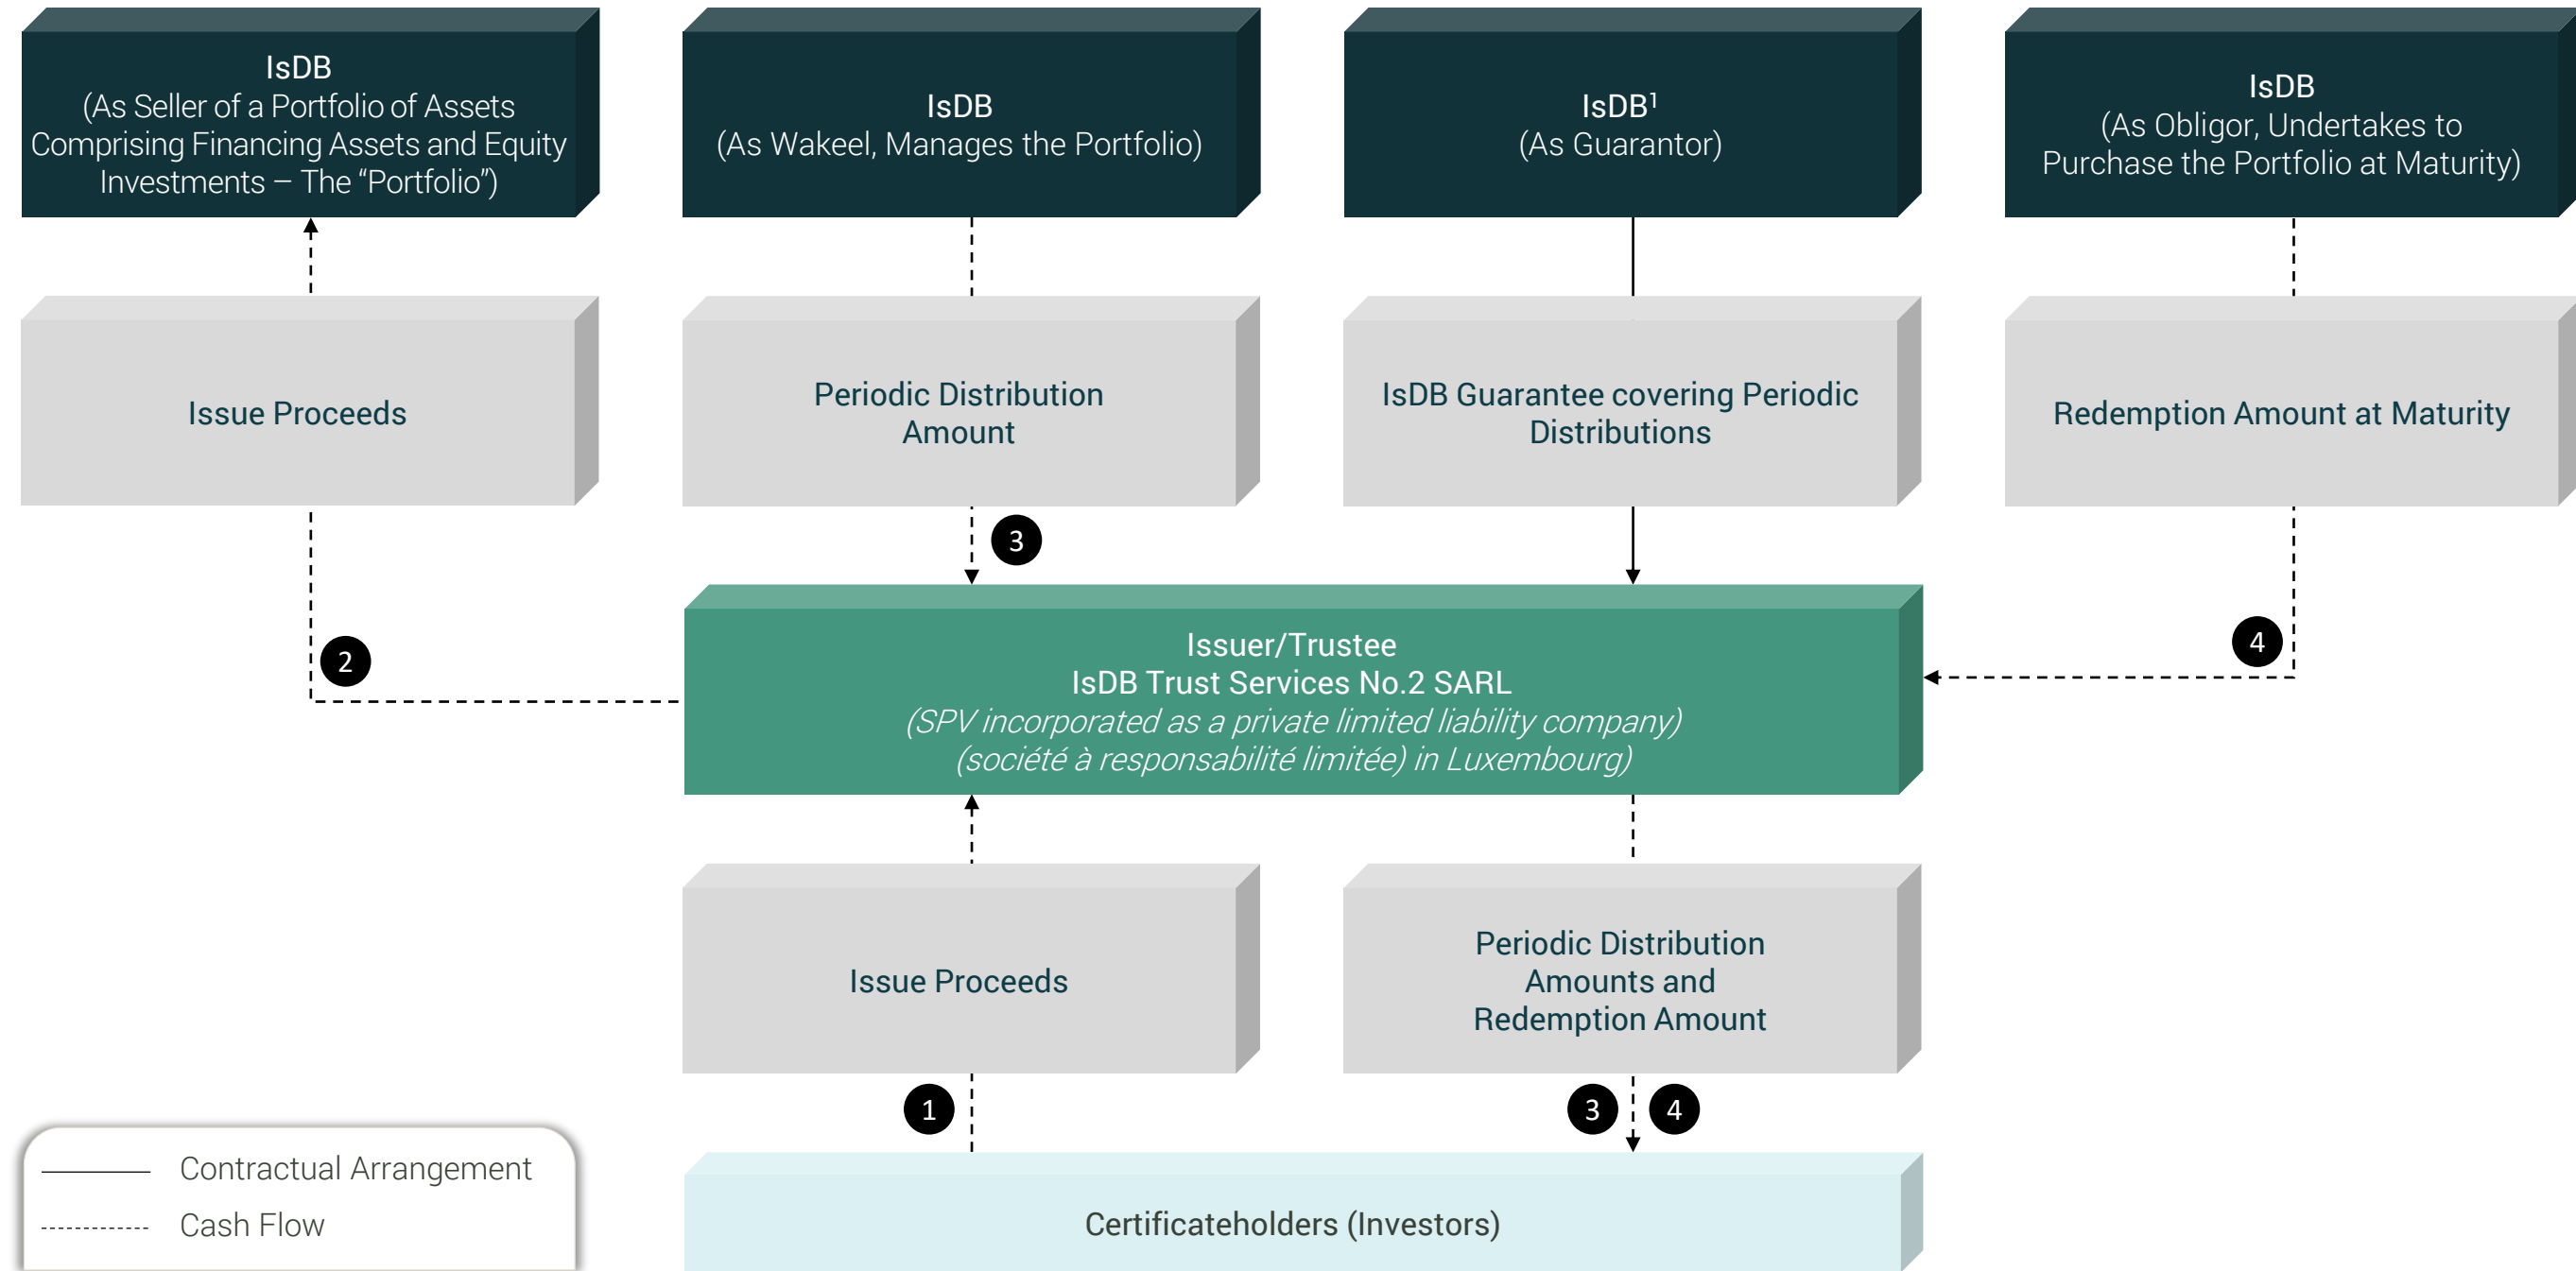 IsDB
(As Seller of a Portfolio of Assets
Comprising Financing Assets and Equity
Investments – The “Portfolio”)
IsDB
(As Wakeel, Manages the Portfolio)
IsDB¹
(As Guarantor)
IsDB
(As Obligor, Undertakes to
Purchase the Portfolio at Maturity)
Issue Proceeds
Periodic Distribution
Amount
IsDB Guarantee covering Periodic
Distributions
Redemption Amount at Maturity
3
2
4
Issuer/Trustee
IsDB Trust Services No.2 SARL
(SPV incorporated as a private limited liability company)
(société à responsabilité limitée) in Luxembourg)
Issue Proceeds
Periodic Distribution
Amounts and
Redemption Amount
1
3
4
Contractual Arrangement
Cash Flow
Certificateholders (Investors)